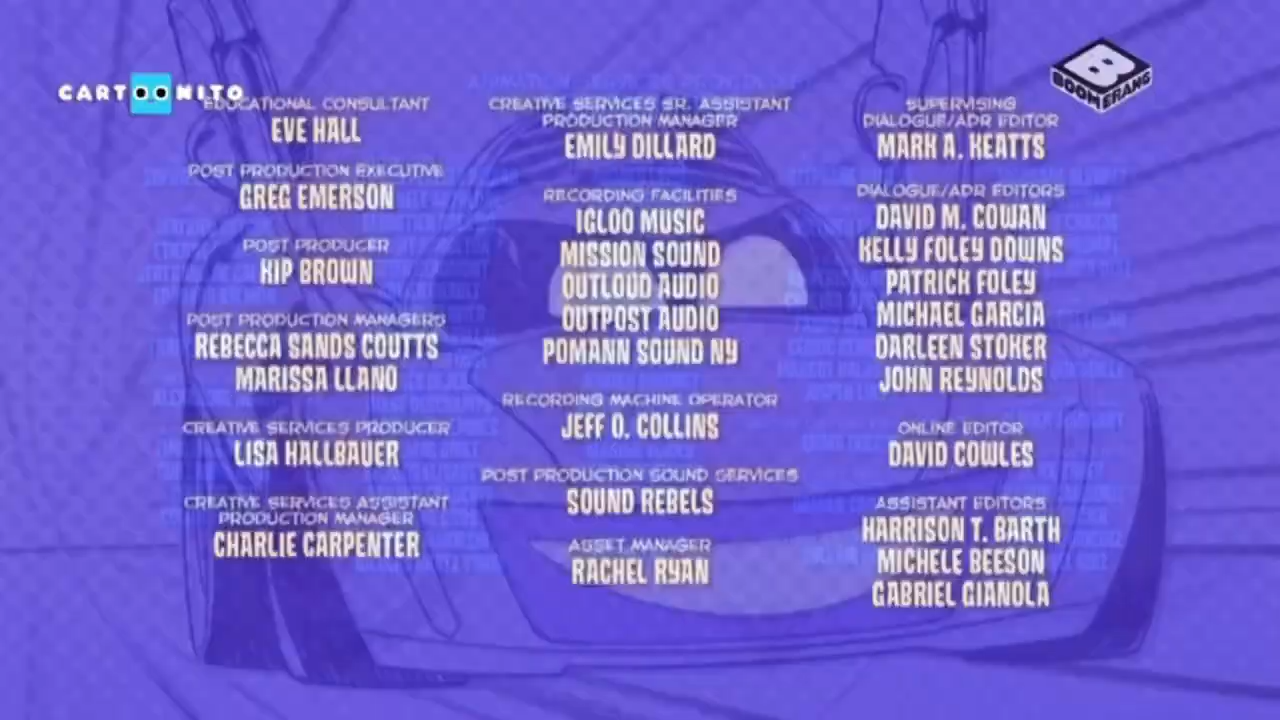 CARTOONITO
BOOMERANG
EDUCATIONAL CONSULTANT
EVE HALL
POST PRODUCTION EXECUTIVE
GREG EMERSON
POST PRODUCER
KIP BROWN
POST PRODUCTION MANAGERS
REBECCA SANDS COUTTS
MARISSA LLANO
CREATIVE SERVICES PRODUCER
LISA HALLBAUER
CREATIVE SERVICES ASSISTANT
PRODUCTION MANAGER
CHARLIE CARPENTER
CREATIVE SERVICES SR. ASSISTANT
PRODUCTION MANAGER
EMILY DILLARD
RECORDING FACILITIES
IGLOO MUSIC
MISSION SOUND
OUTLOUD AUDIO
OUTPOST AUDIO
POMANN SOUND NY
RECORDING MACHINE OPERATOR
JEFF O. COLLINS
POST PRODUCTION SOUND SERVICES
SOUND REBELS
ASSET MANAGER
RACHEL RYAN
SUPERVISING
DIALOGUE/ADR EDITOR
MARK A. KEATTS
DIALOGUE/ADR EDITORS
DAVID M. COWAN
KELLY FOLEY DOWNS
PATRICK FOLEY
MICHAEL GARCIA
DARLEEN STOKER
JOHN REYNOLDS
ONLINE EDITOR
DAVID COWLES
ASSISTANT EDITORS
HARRISON T. BARTH
MICHELE BEESON
GABRIEL GIANOLA